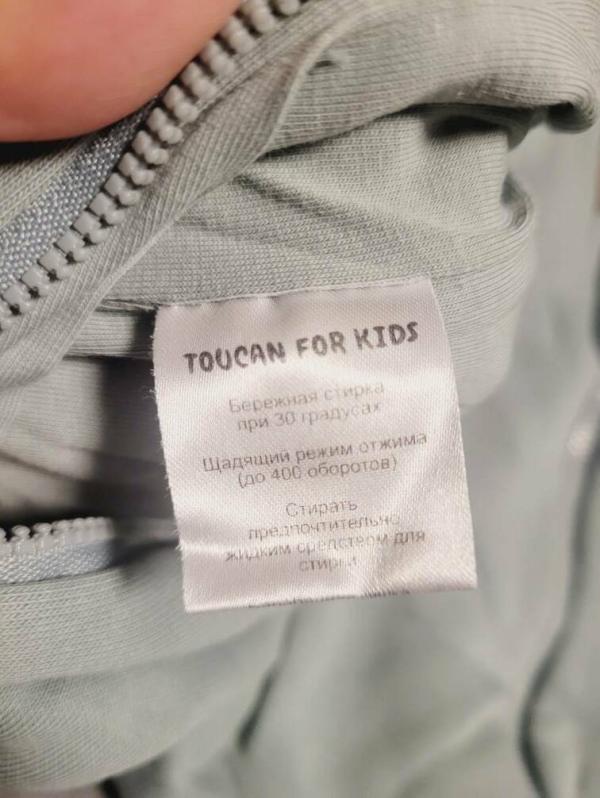 TOUCAN FOR KIDS
Бережная стирка
при 30 градусах
Щадящий режим отжима
(до 400 оборотов)
Стирать
предпочтительно
жидким средством для
стирки